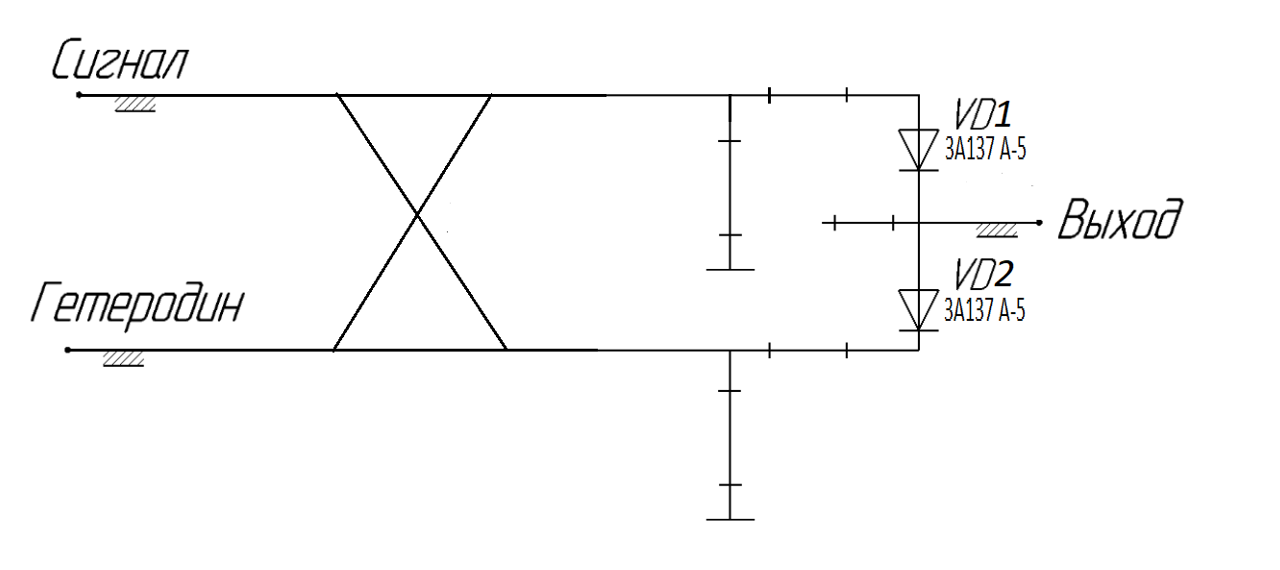 Сигнал
VD1
3А137 А-5
Выход
VD2
3А137 А-5
Гетеродин